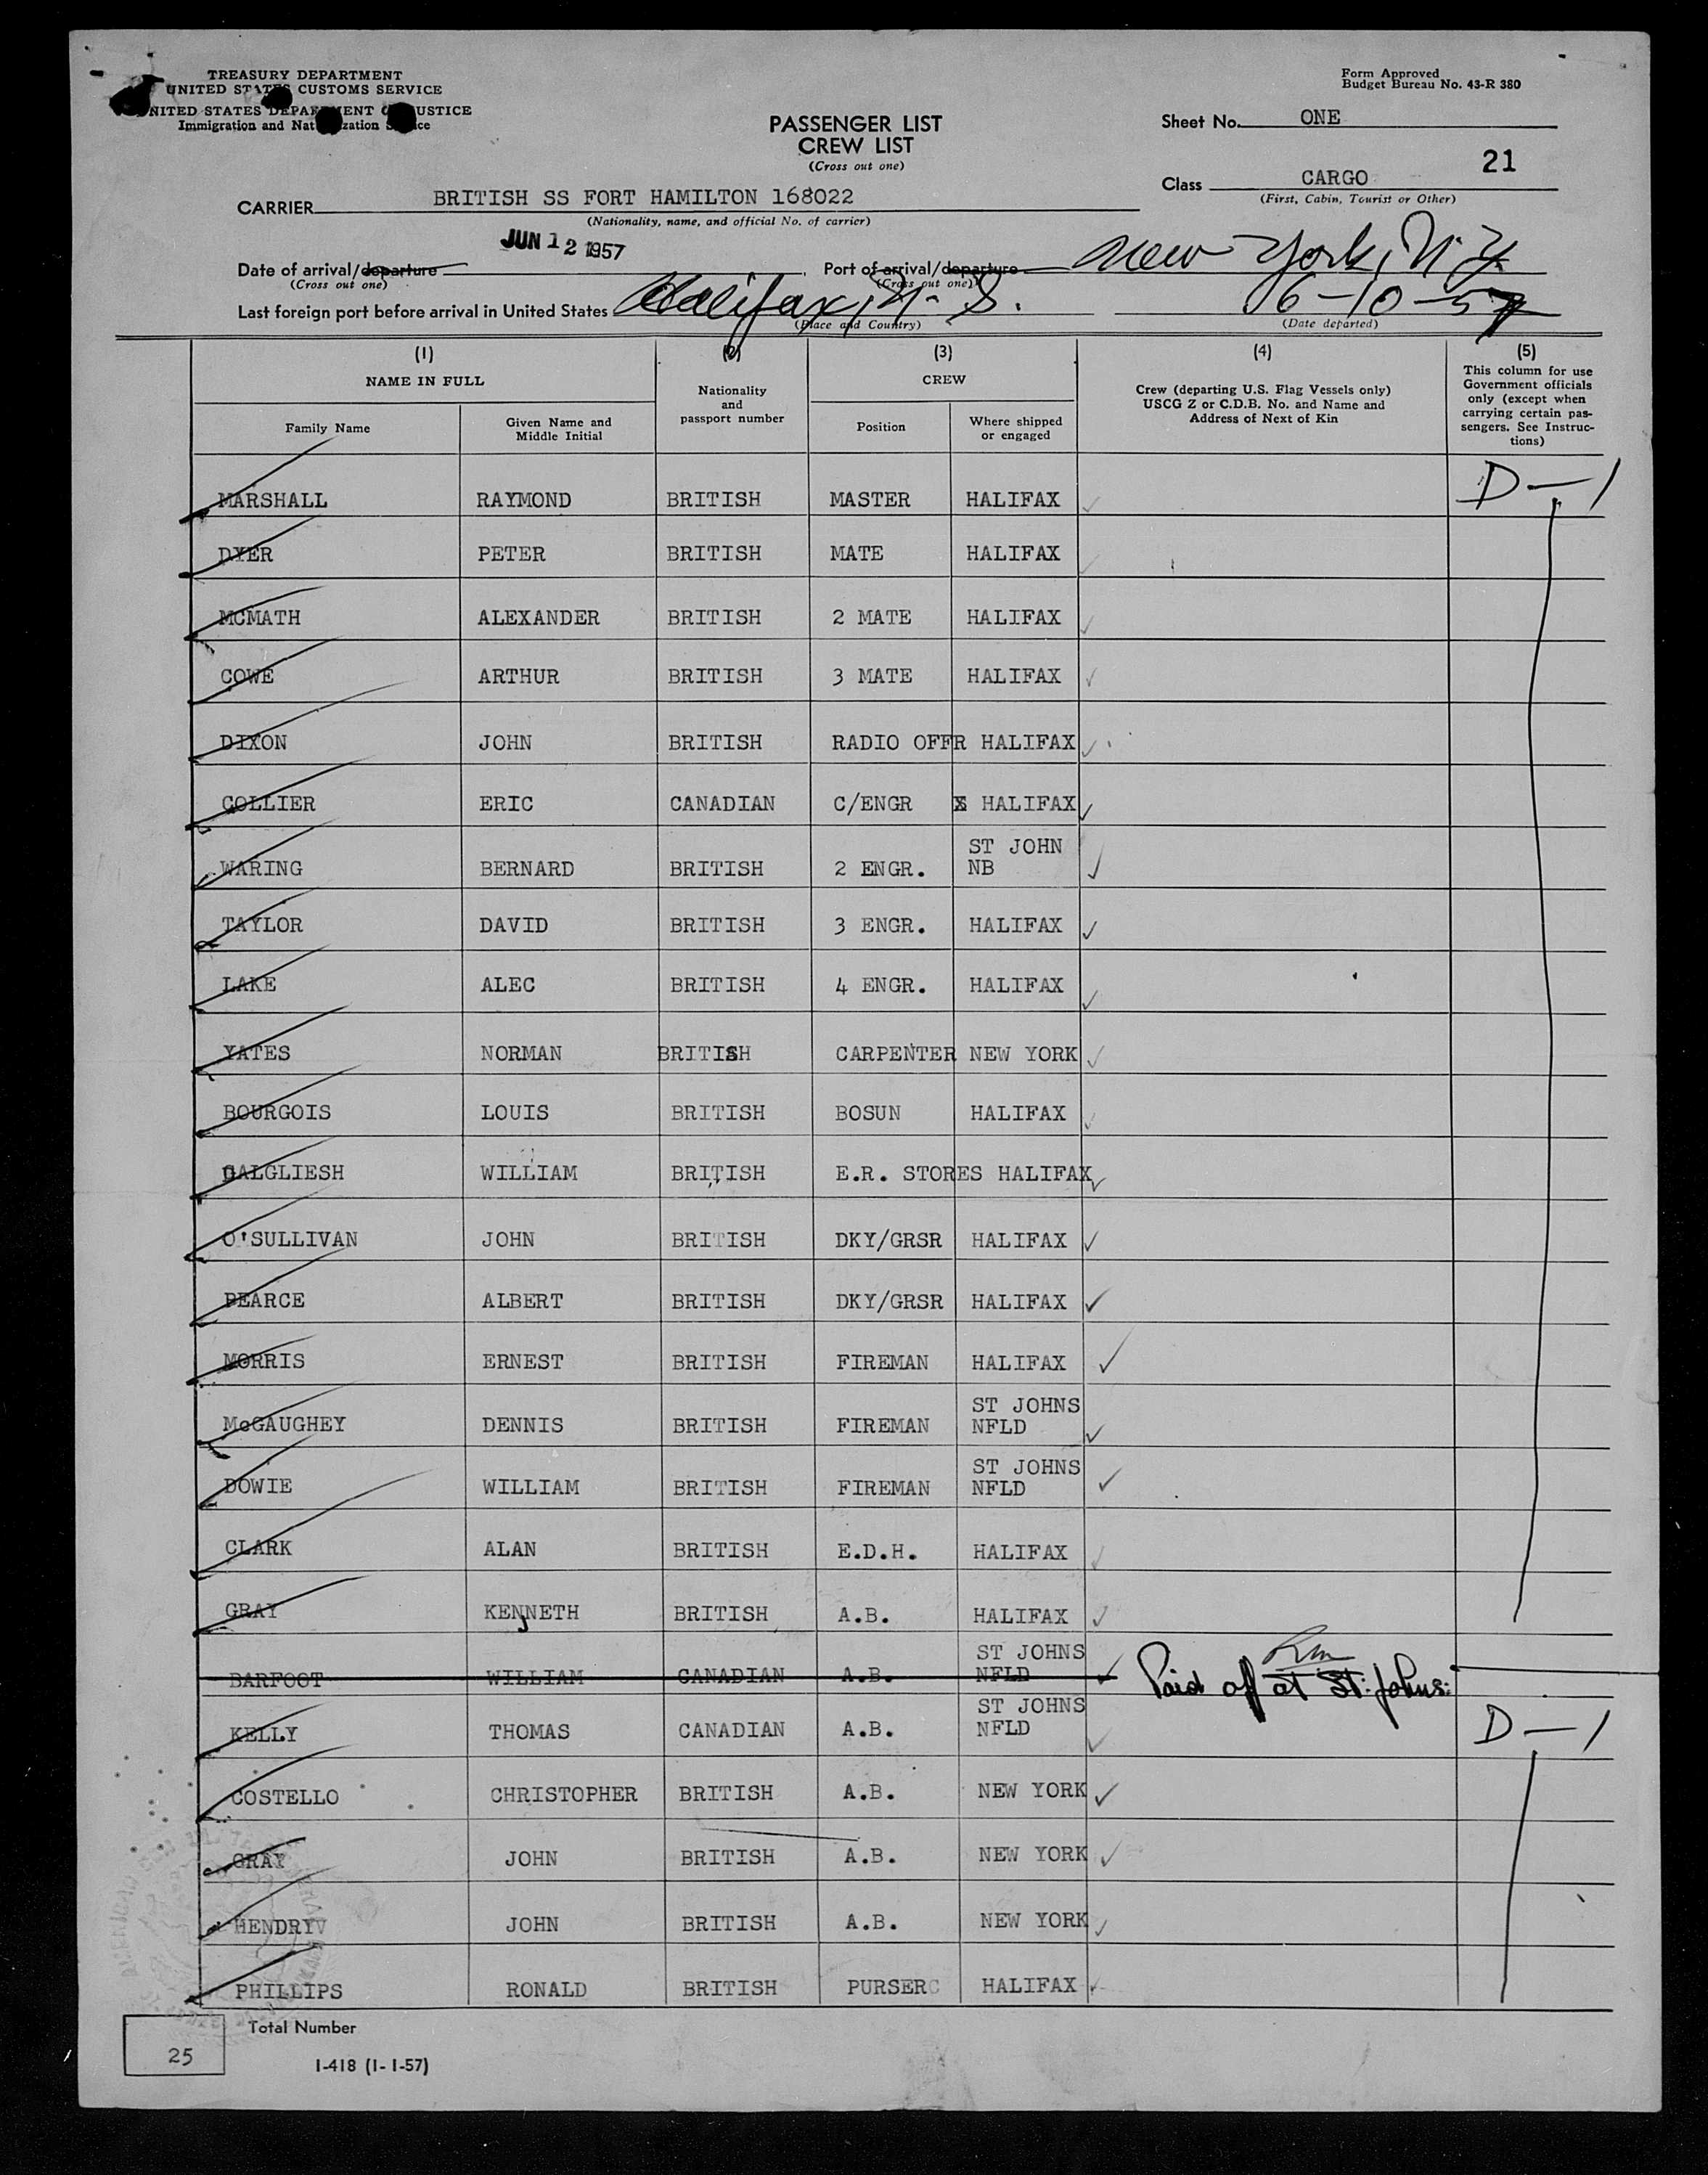 TREASURY DEPARTMENT
UNITED STATES CUSTOMS SERVICE
UNITED STATES DEPARTMENT OF JUSTICE
Immigration and Naturalization Service
Form Approved
Budget Bureau No. 43-R 380
PASSENGER LIST
CREW LIST
(Cross out one)
Sheet No. ONE
21
Class CARGO
(First, Cabin, Tourist or Other)
CARRIER BRITISH SS FORT HAMILTON 168022
(Nationality, name, and official No. of carrier)
JUN 12 1957
Date of arrival/departure , Port of arrival/departure New York, N.Y.
(Cross out one) (Cross out one)
Last foreign port before arrival in United States Halifax, N. S. 6-10-57
(Place and Country) (Date departed)
(1) (2) (3) (4) (5)
NAME IN FULL
Family Name
Given Name and
Middle Initial
Nationality
and
passport number
CREW
Position
Where shipped
or engaged
Crew (departing U.S. Flag Vessels only)
USCG Z or C.D.B. No. and Name and
Address of Next of Kin
This column for use
Government officials
only (except when
carrying certain pas-
sengers. See Instruc-
tions)
MARSHALL RAYMOND BRITISH MASTER HALIFAX D-1
DYER PETER BRITISH MATE HALIFAX
MCMATH ALEXANDER BRITISH 2 MATE HALIFAX
COWE ARTHUR BRITISH 3 MATE HALIFAX
DIXON JOHN BRITISH RADIO OFFR HALIFAX
COLLIER ERIC CANADIAN C/ENGR HALIFAX
WARING BERNARD BRITISH 2 ENGR. ST JOHN
NB
TAYLOR DAVID BRITISH 3 ENGR. HALIFAX
LAKE ALEC BRITISH 4 ENGR. HALIFAX
YATES NORMAN BRITISH CARPENTER NEW YORK
BOURGOIS LOUIS BRITISH BOSUN HALIFAX
DALGLIESH WILLIAM BRITISH E.R. STORES HALIFAX
O'SULLIVAN JOHN BRITISH DKY/GRSR HALIFAX
PEARCE ALBERT BRITISH DKY/GRSR HALIFAX
MORRIS ERNEST BRITISH FIREMAN HALIFAX
McGAUGHEY DENNIS BRITISH FIREMAN ST JOHNS
NFLD
DOWIE WILLIAM BRITISH FIREMAN ST JOHNS
NFLD
CLARK ALAN BRITISH E.D.H. HALIFAX
GRAY KENNETH BRITISH A.B. HALIFAX
BARFOOT WILLIAM CANADIAN A.B. ST JOHNS
NFLD Paid off at St. Johns.
KELLY THOMAS CANADIAN A.B. ST JOHNS
NFLD D-1
COSTELLO CHRISTOPHER BRITISH A.B. NEW YORK
GRAY JOHN BRITISH A.B. NEW YORK
HENDRY JOHN BRITISH A.B. NEW YORK
PHILLIPS RONALD BRITISH PURSER HALIFAX
Total Number
25
I-418 (1-1-57)